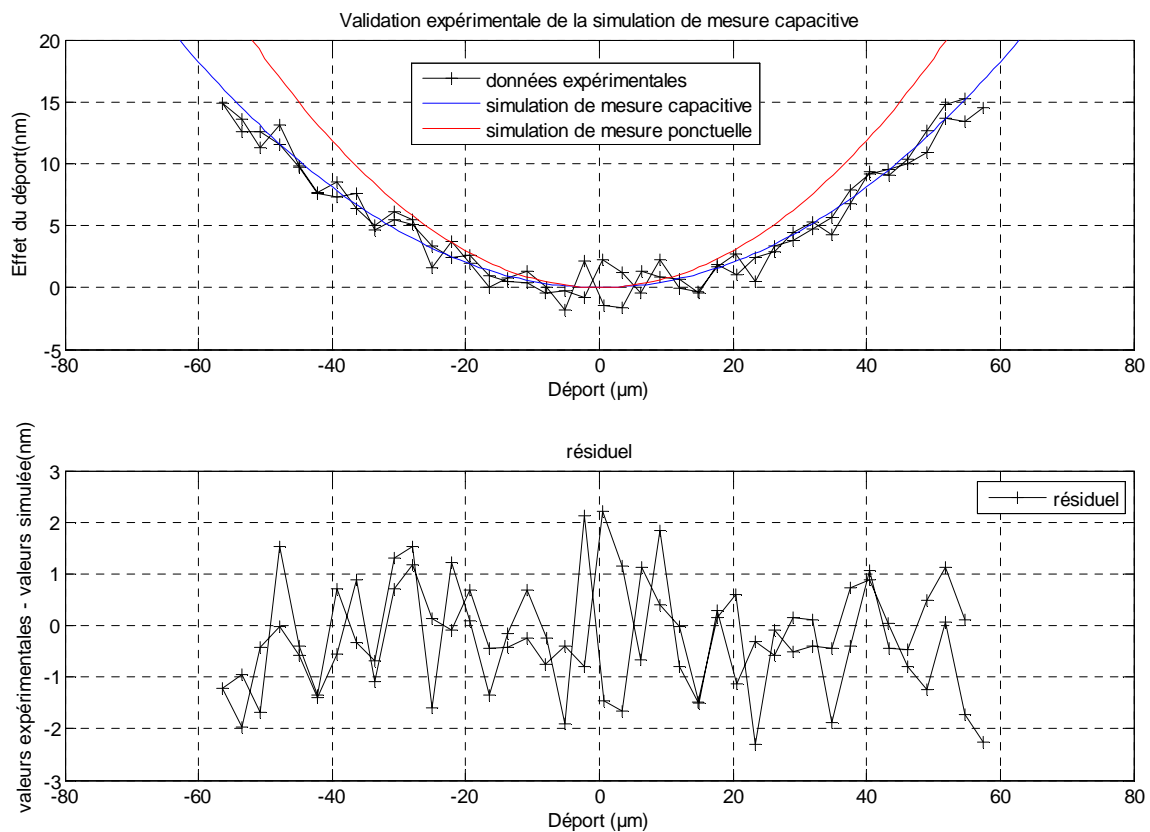 Validation expérimentale de la simulation de mesure capacitive
20
15
10
5
0
-5
Effet du déport(nm)
données expérimentales
simulation de mesure capacitive
simulation de mesure ponctuelle
-80 -60 -40 -20 0 20 40 60 80
Déport (µm)
résiduel
3
2
1
0
-1
-2
-3
valeurs expérimentales - valeurs simulée(nm)
résiduel
-80 -60 -40 -20 0 20 40 60 80
Déport (µm)